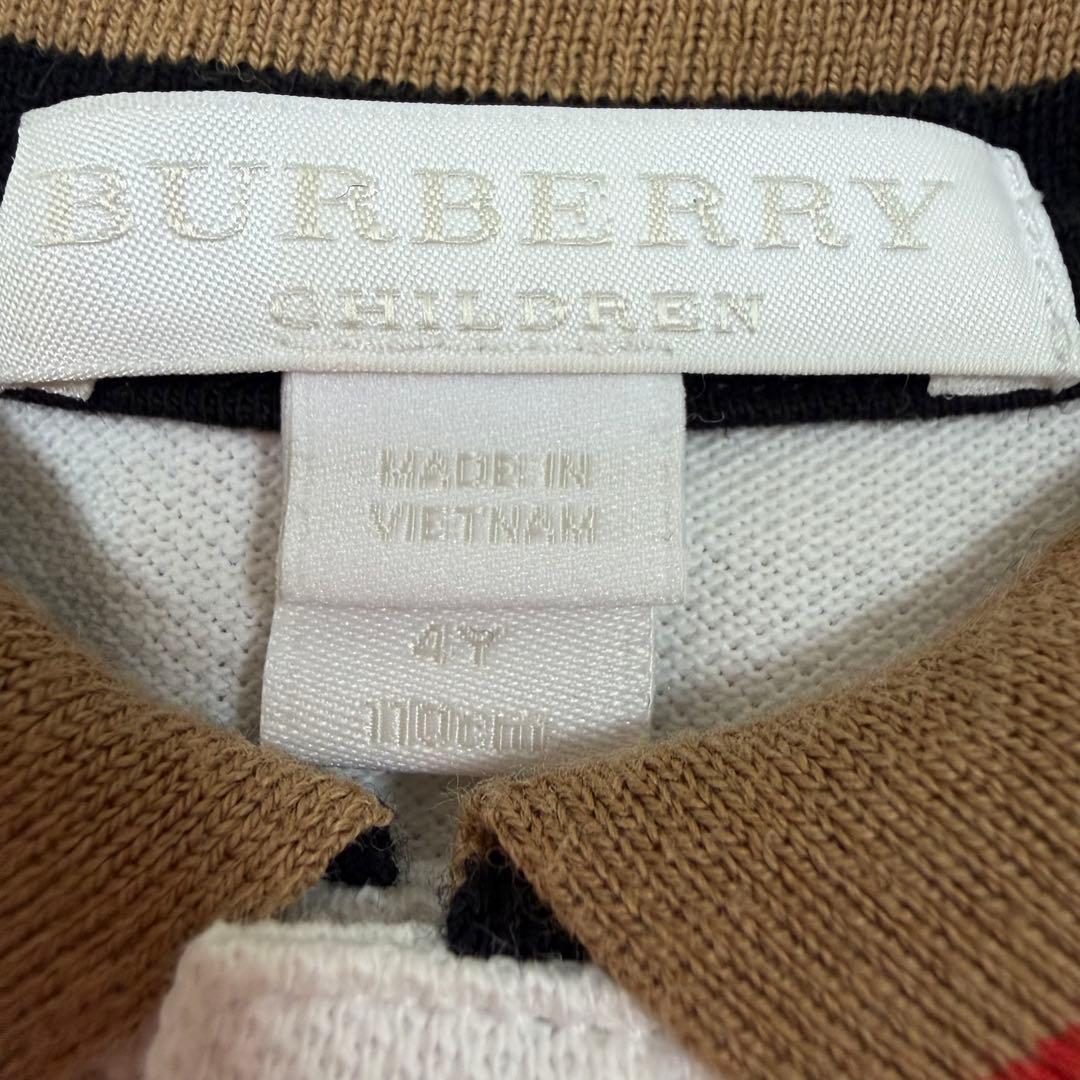 BURBERRY
CHILDREN
MADE IN
VIETNAM
4Y
110cm